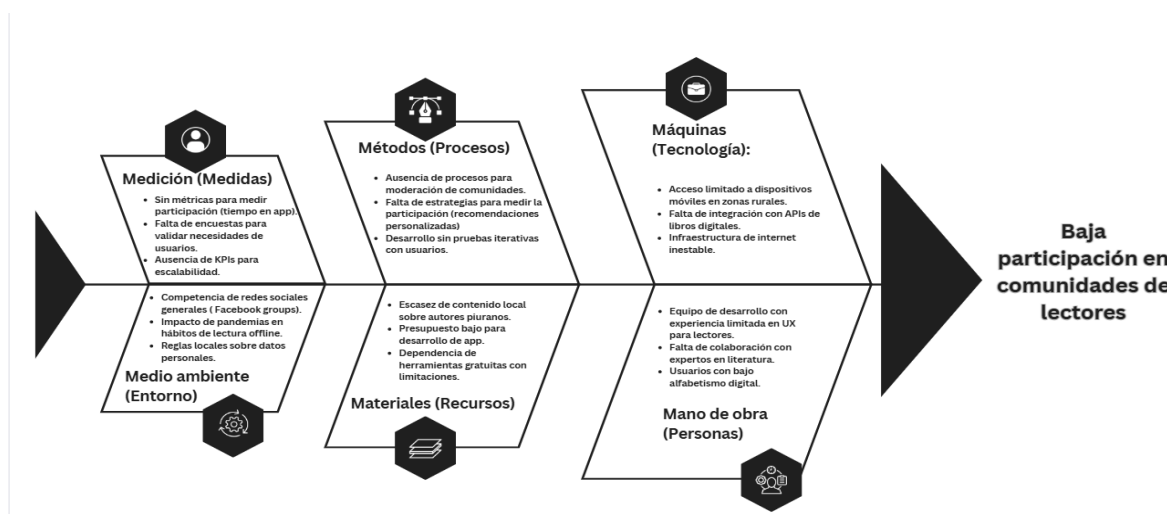 Medición (Medidas)
Sin métricas para medir
participación (tiempo en app).
Falta de encuestas para
validar necesidades de
usuarios.
Ausencia de KPIs para
escalabilidad.
Métodos (Procesos)
Ausencia de procesos para
moderación de comunidades.
Falta de estrategias para medir la
participación (recomendaciones
personalizadas)
Desarrollo sin pruebas iterativas
con usuarios.
Máquinas
(Tecnología):
Acceso limitado a dispositivos
móviles en zonas rurales.
Falta de integración con APIs de
libros digitales.
Infraestructura de internet
inestable.
Competencia de redes sociales
generales ( Facebook groups).
Impacto de pandemias en
hábitos de lectura offline.
Reglas locales sobre datos
personales.
Medio ambiente
(Entorno)
Escasez de contenido local
sobre autores piuranos.
Presupuesto bajo para
desarrollo de app.
Dependencia de
herramientas gratuitas con
limitaciones.
Materiales (Recursos)
Equipo de desarrollo con
experiencia limitada en UX
para lectores.
Falta de colaboración con
expertos en literatura.
Usuarios con bajo
alfabetismo digital.
Mano de obra
(Personas)
Baja
participación en
comunidades de
lectores